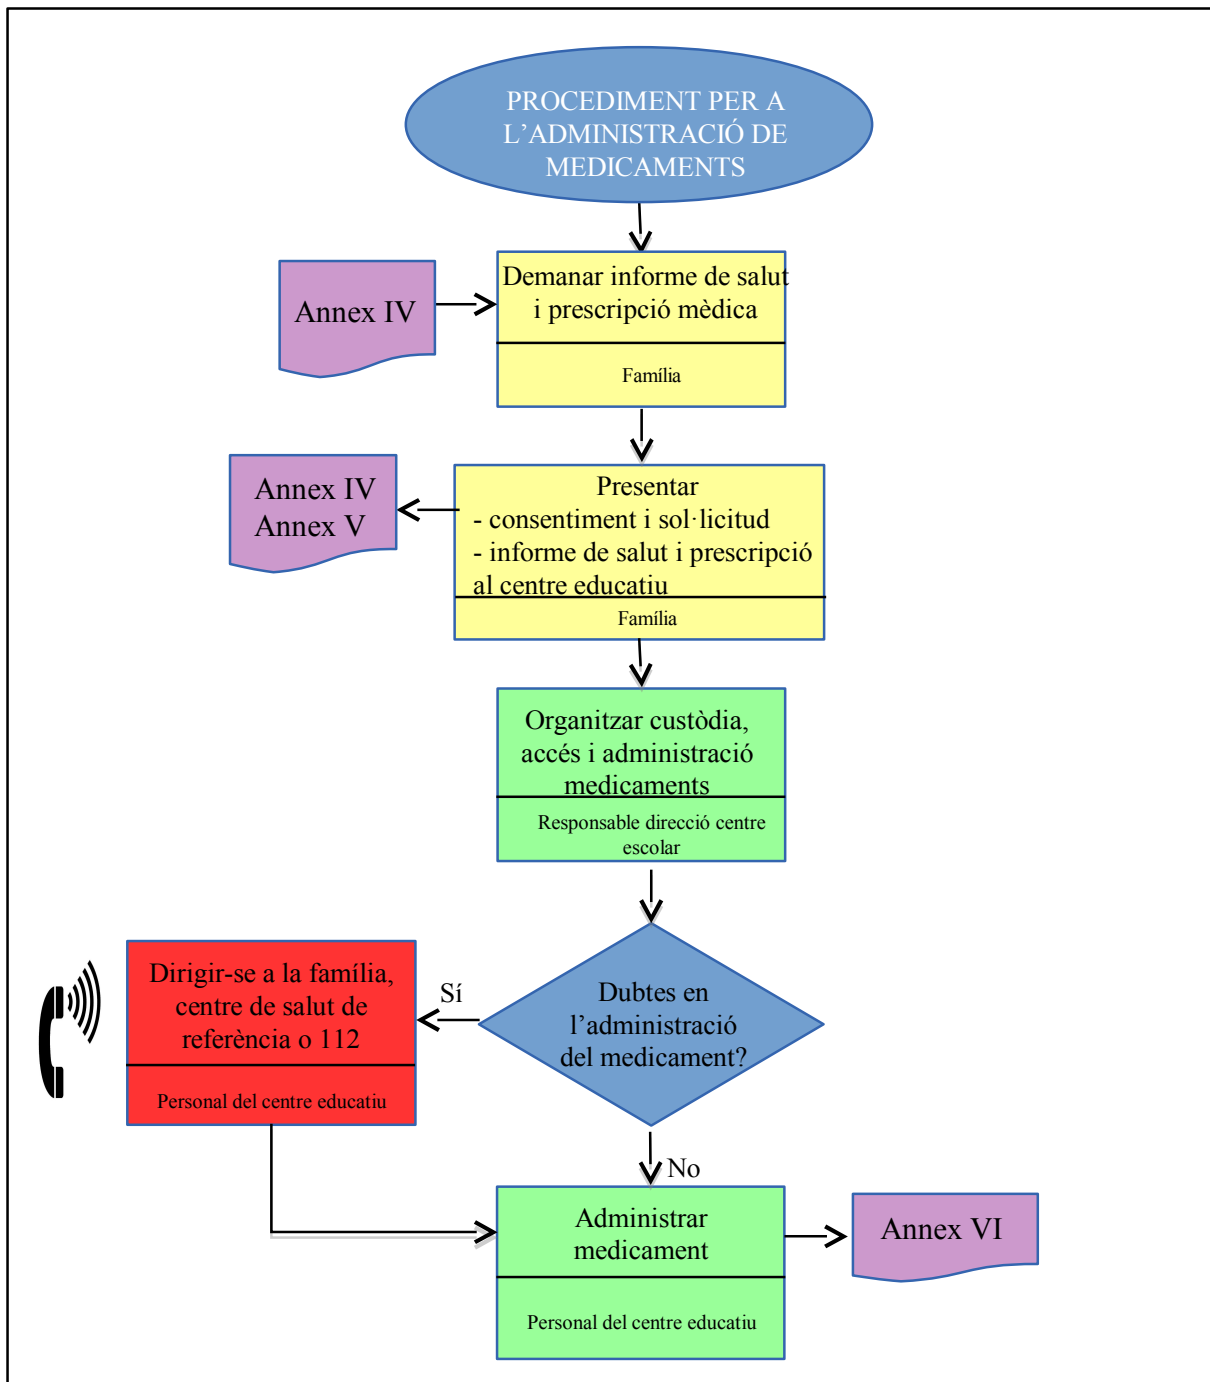 PROCEDIMENT PER A
L’ADMINISTRACIÓ DE
MEDICAMENTS
Annex IV
Demanar informe de salut
i prescripció mèdica
Família
Annex IV
Annex V
Presentar
- consentiment i sol·licitud
- informe de salut i prescripció
al centre educatiu
Família
Organitzar custòdia,
accés i administració
medicaments
Responsable direcció centre
escolar
Dubtes en
l’administració
del medicament?
Sí
Dirigir-se a la família,
centre de salut de
referència o 112
Personal del centre educatiu
No
Administrar
medicament
Personal del centre educatiu
Annex VI